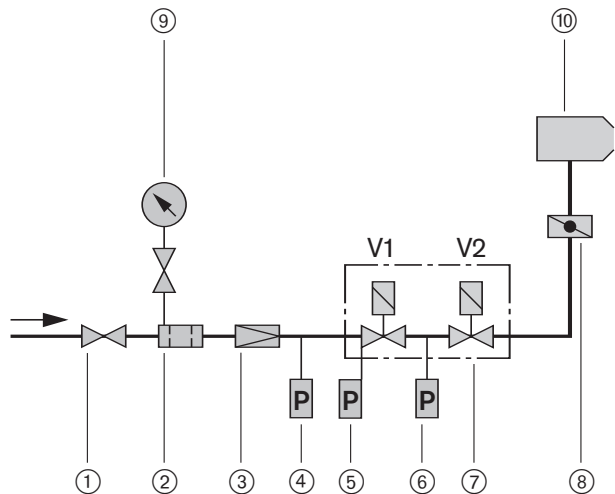 ⑨ ⑩
V1 V2
P P P
① ② ③ ④ ⑤ ⑥ ⑦ ⑧